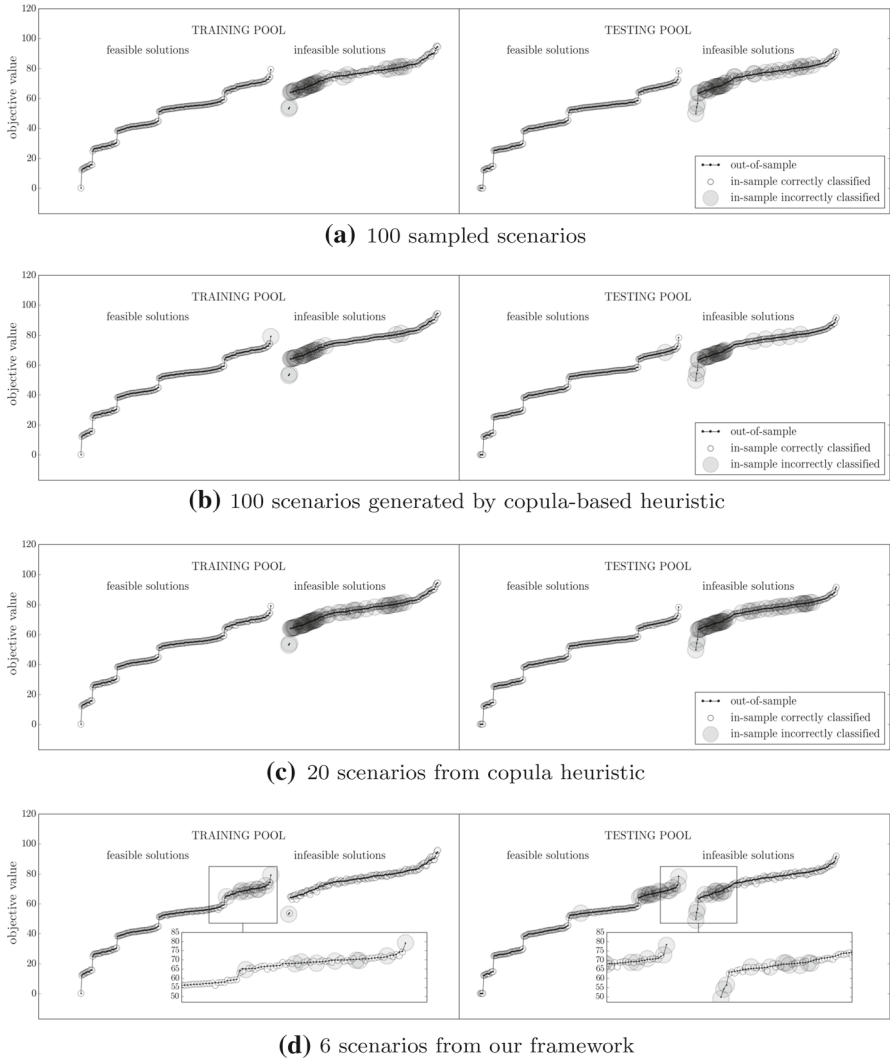 120
100
80
60
40
20
0
objective value
TRAINING POOL
feasible solutions
infeasible solutions
TESTING POOL
feasible solutions
infeasible solutions
out-of-sample
in-sample correctly classified
in-sample incorrectly classified
(a) 100 sampled scenarios
120
100
80
60
40
20
0
objective value
TRAINING POOL
feasible solutions
infeasible solutions
TESTING POOL
feasible solutions
infeasible solutions
out-of-sample
in-sample correctly classified
in-sample incorrectly classified
(b) 100 scenarios generated by copula-based heuristic
120
100
80
60
40
20
0
objective value
TRAINING POOL
feasible solutions
infeasible solutions
TESTING POOL
feasible solutions
infeasible solutions
out-of-sample
in-sample correctly classified
in-sample incorrectly classified
(c) 20 scenarios from copula heuristic
120
100
80
60
40
20
0
objective value
TRAINING POOL
feasible solutions
infeasible solutions
85
80
75
70
65
60
55
50
TESTING POOL
feasible solutions
infeasible solutions
85
80
75
70
65
60
55
50
(d) 6 scenarios from our framework